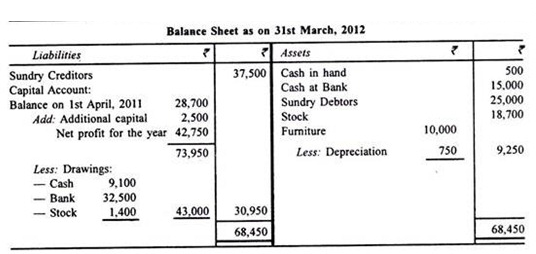 Balance Sheet as on 31st March, 2012
Liabilities ₹ ₹ Assets ₹ ₹
Sundry Creditors 37,500 Cash in hand 500
Capital Account: Cash at Bank 15,000
Balance on 1st April, 2011 28,700 Sundry Debtors 25,000
Add: Additional capital 2,500 Stock 18,700
Net profit for the year 42,750 Furniture 10,000
73,950 Less: Depreciation 750 9,250
Less: Drawings:
— Cash 9,100
— Bank 32,500
— Stock 1,400 43,000 30,950
68,450 68,450